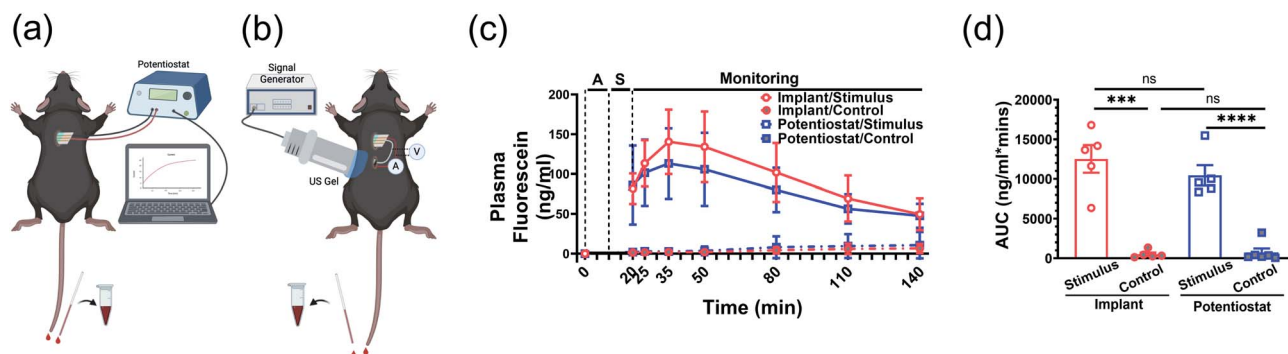 (a)
Potentiostat
(b)
Signal
Generator
US Gel
V
A
(c)
A
S
Monitoring
Implant/Stimulus
Implant/Control
Potentiostat/Stimulus
Potentiostat/Control
Plasma
Fluorescein
(ng/ml)
200
150
100
50
0
0
20
25
35
50
80
110
140
Time (min)
(d)
ns
ns
***
****
AUC (ng/ml*mins)
20000
15000
10000
5000
0
*
Stimulus
Control
Stimulus
Control
Implant
Potentiostat